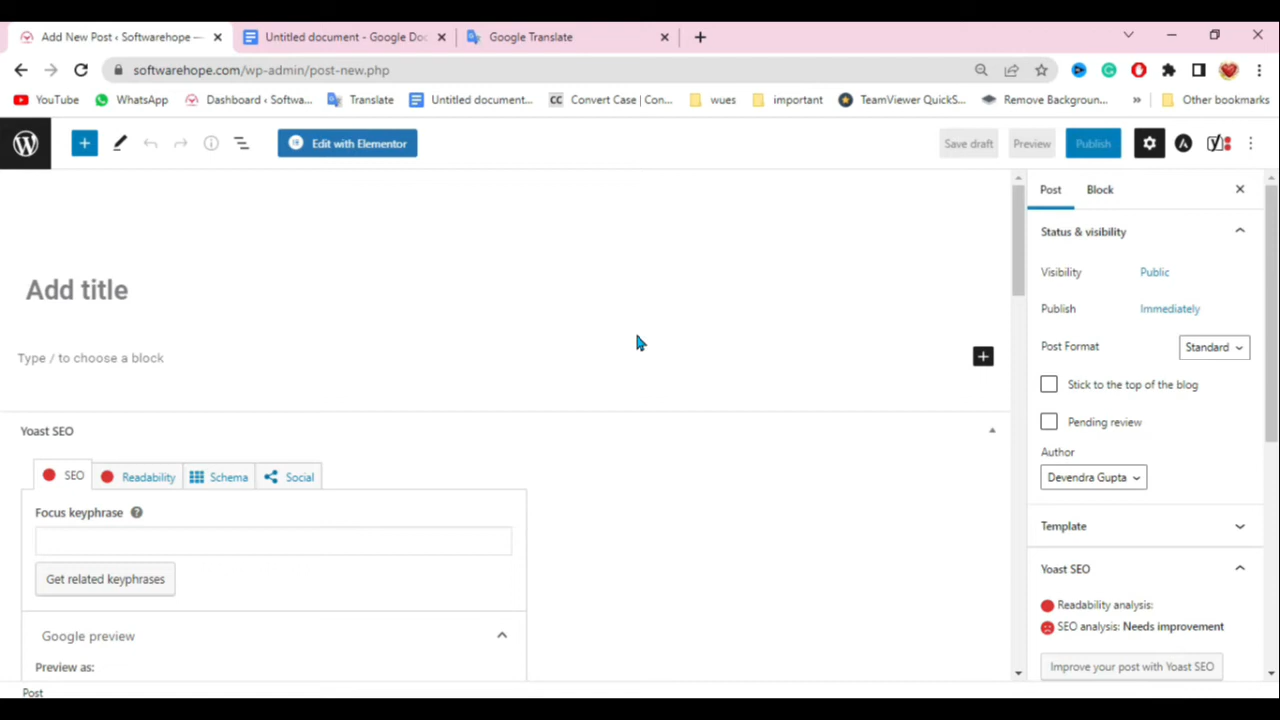 Add New Post ‹ Softwarehope —
Untitled document - Google Doc
Google Translate
softwarehope.com/wp-admin/post-new.php
YouTube
WhatsApp
Dashboard ‹ Softwa...
Translate
Untitled document...
CC Convert Case | Con...
wues
important
TeamViewer QuickS...
Remove Backgroun...
» Other bookmarks
Edit with Elementor
Save draft
Preview
Publish
Post
Block
Status & visibility
Add title
Visibility Public
Publish Immediately
Type / to choose a block
Post Format Standard
Stick to the top of the blog
Pending review
Author
Devendra Gupta
Template
Yoast SEO
Readability analysis:
SEO analysis: Needs improvement
Improve your post with Yoast SEO
Yoast SEO
SEO
Readability
Schema
Social
Focus keyphrase ?
Get related keyphrases
Google preview
Preview as:
Post